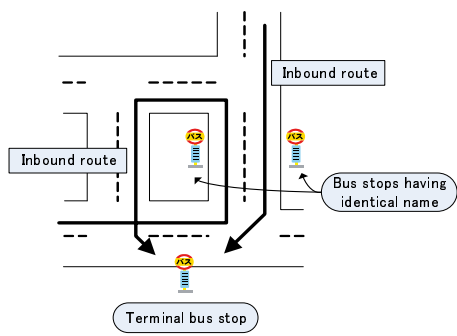 Inbound route
バス
バス
Inbound route
Bus stops having
identical name
バス
Terminal bus stop